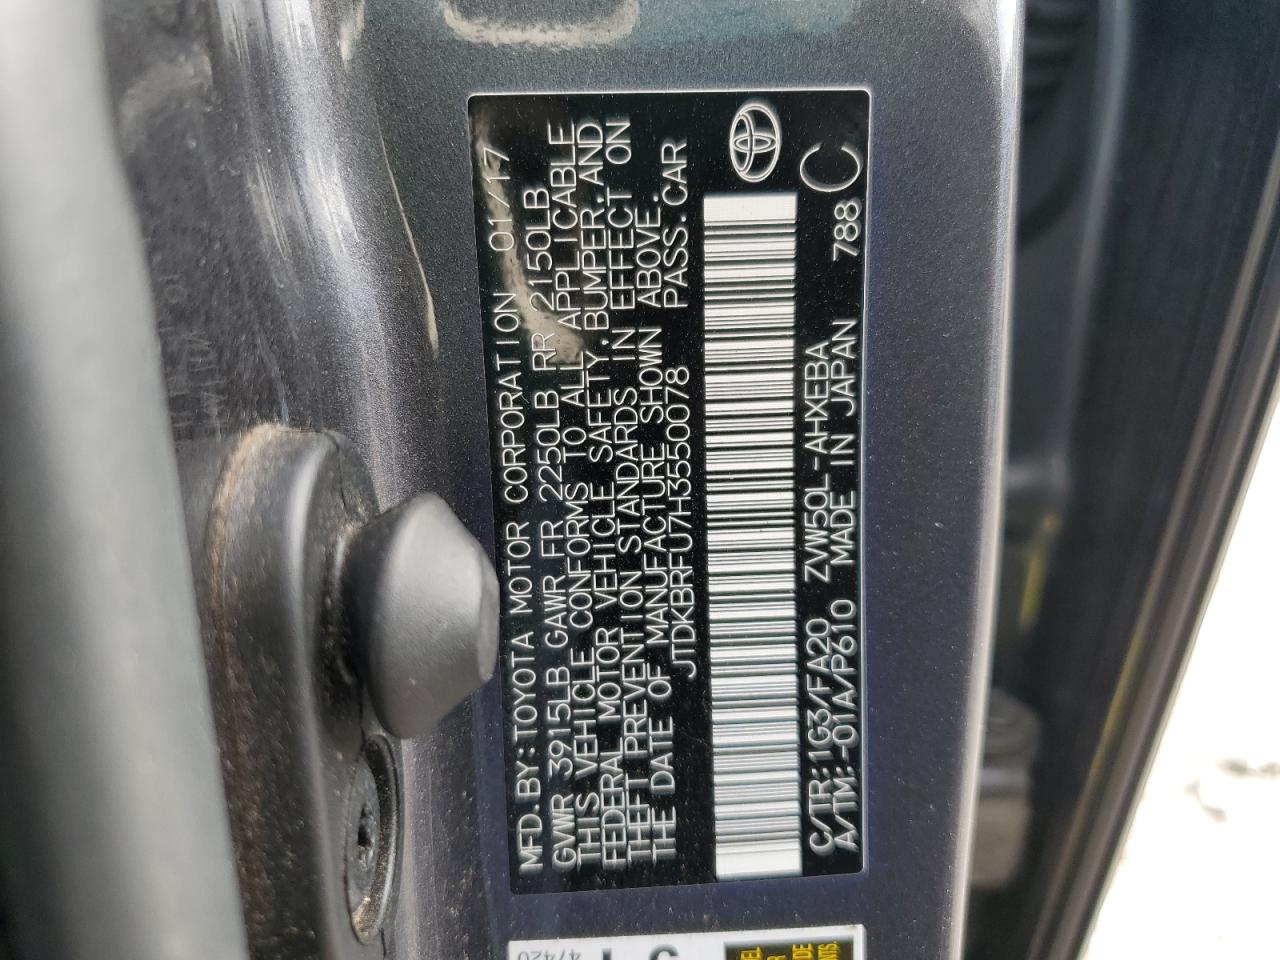 MFD.BY:TOYOTA MOTOR CORPORATION 01/17
GVWR 3915LB GAWR FR 2250LB RR 2150LB
THIS VEHICLE CONFORMS TO ALL APPLICABLE
FEDERAL MOTOR VEHICLE SAFETY,BUMPER,AND
THEFT PREVENTION STANDARDS IN EFFECT ON
THE DATE OF MANUFACTURE SHOWN ABOVE.
JTDKBRFU7H3550078 PASS.CAR
C/TR:1G3/FA20 ZVW50L-AHXEBA
A/TM:-01A/P610 MADE IN JAPAN 788 C
47420